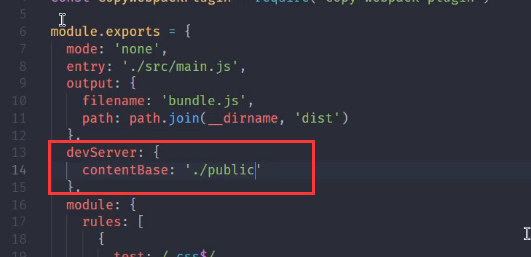 4 const CopyWebpackPlugin = require('copy-webpack-plugin')
5
6 module.exports = {
7 mode: 'none',
8 entry: './src/main.js',
9 output: {
10 filename: 'bundle.js',
11 path: path.join(__dirname, 'dist')
12 },
13 devServer: {
14 contentBase: './public'
15 },
16 module: {
17 rules: [
18 {
19 test: /.css$/